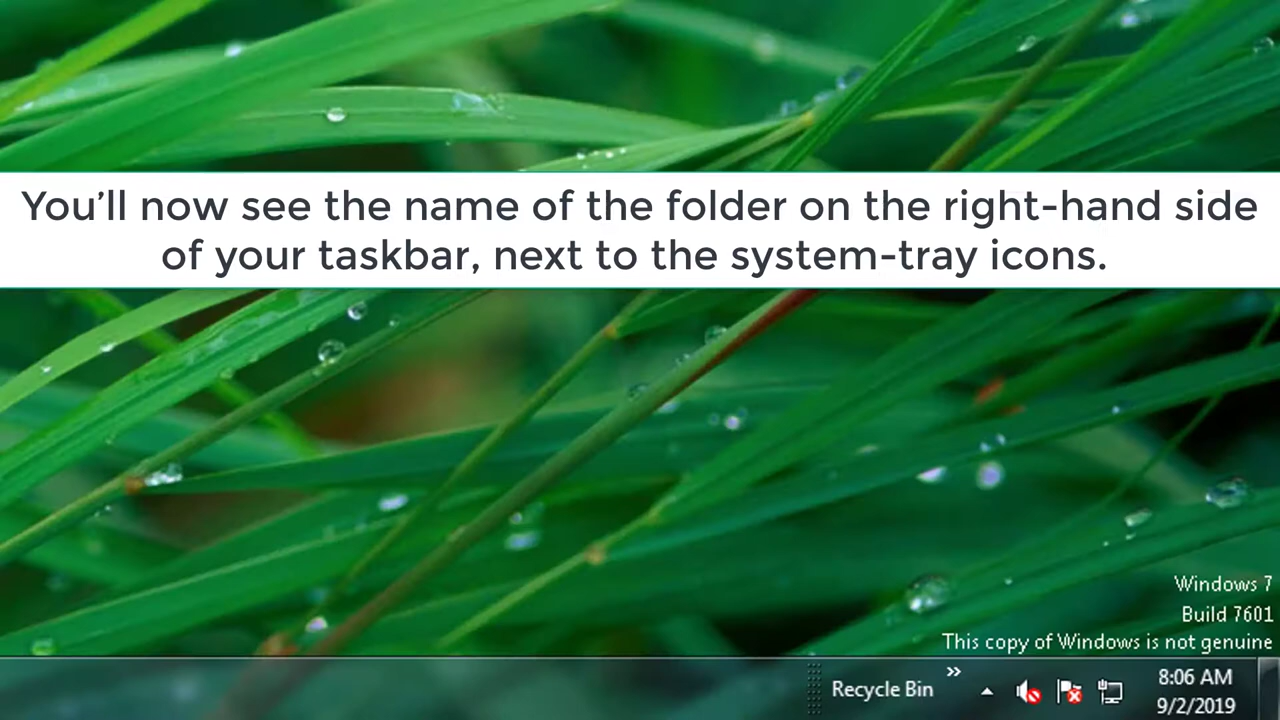 You’ll now see the name of the folder on the right-hand side
of your taskbar, next to the system-tray icons.
Windows 7
Build 7601
This copy of Windows is not genuine
Recycle Bin »
8:06 AM
9/2/2019